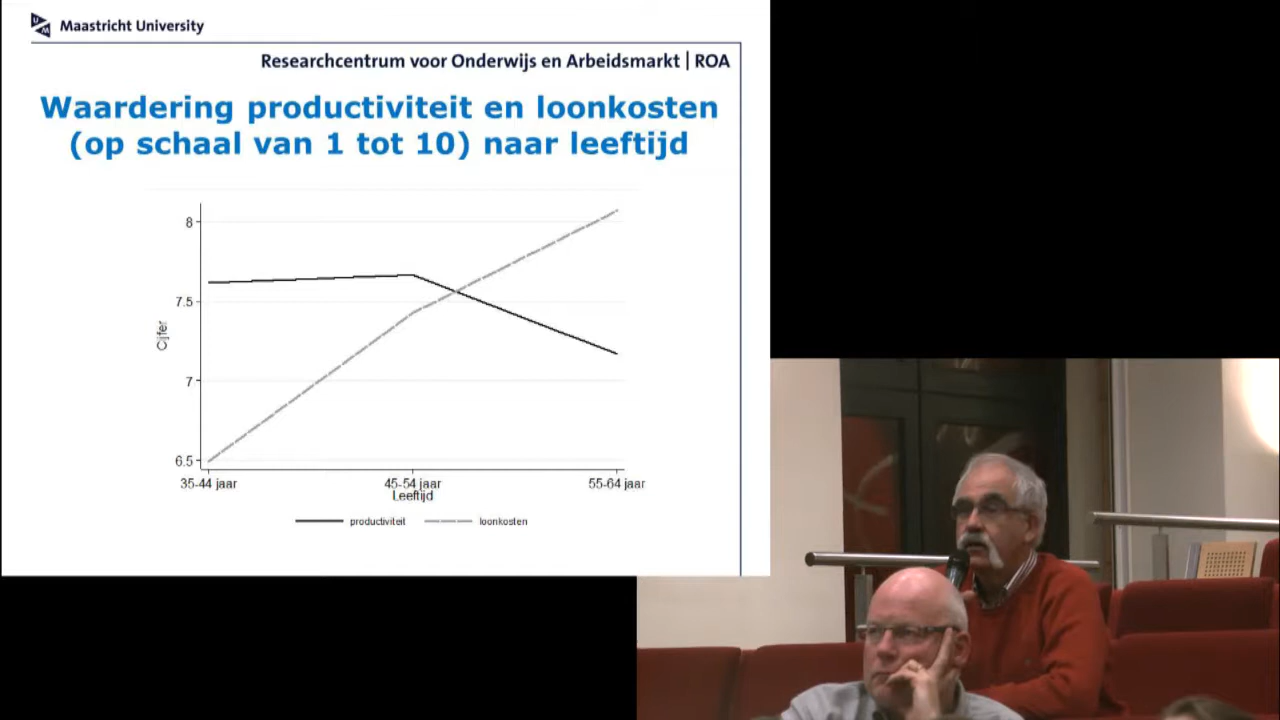 UM
Maastricht University
Researchcentrum voor Onderwijs en Arbeidsmarkt | ROA
Waardering productiviteit en loonkosten
(op schaal van 1 tot 10) naar leeftijd
8
7.5
7
6.5
Cijfer
35-44 jaar 45-54 jaar 55-64 jaar
Leeftijd
productiviteit loonkosten